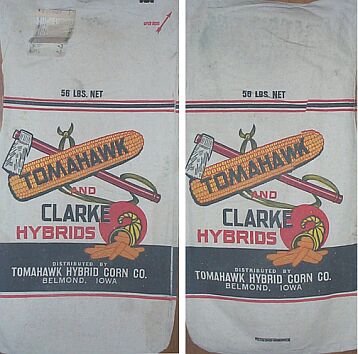 56 LBS. NET
TOMAHAWK
AND
CLARKE
HYBRIDS
DISTRIBUTED BY
TOMAHAWK HYBRID CORN CO.
BELMOND, IOWA
56 LBS. NET
TOMAHAWK
AND
CLARKE
HYBRIDS
DISTRIBUTED BY
TOMAHAWK HYBRID CORN CO.
BELMOND, IOWA